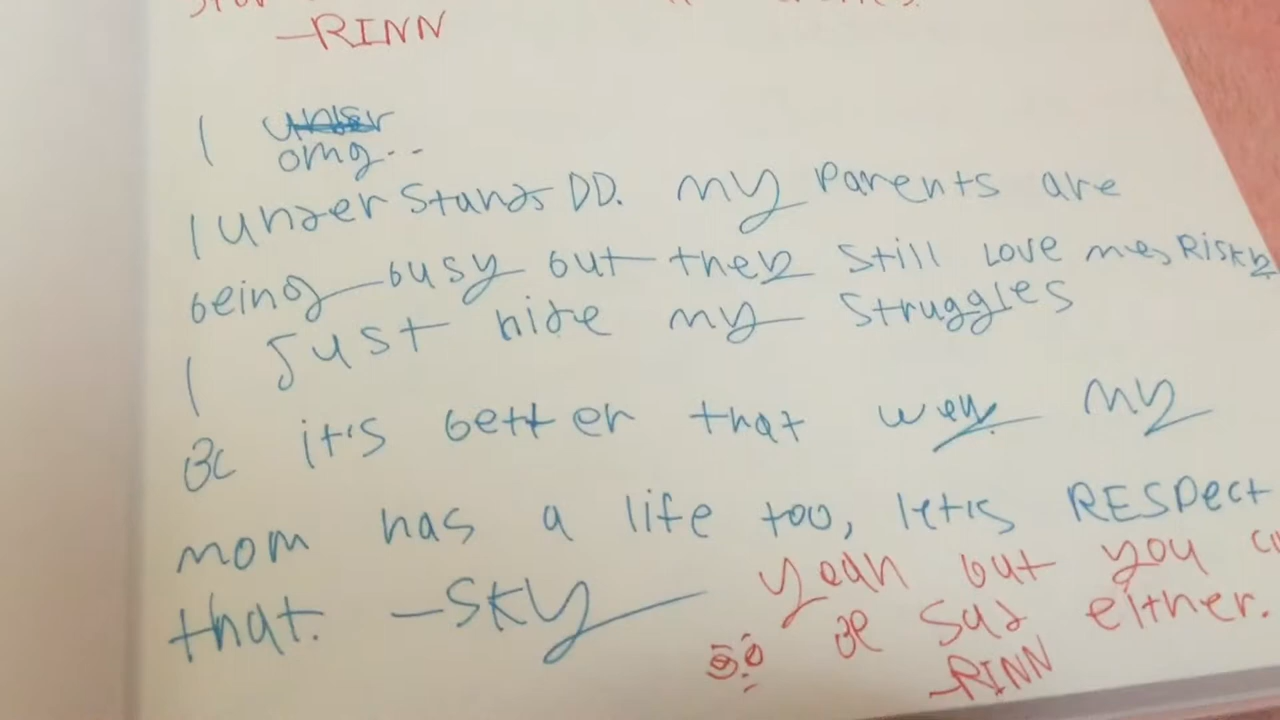 —RINN
I
omg..
I understand, DD. my parents are
being busy but they still love me, Risky
I just hide my struggles
Bc it's better that wey my
mom has a life too, let's RESPect
that. —SKY
yeah but you
Be sad either.
—RINN